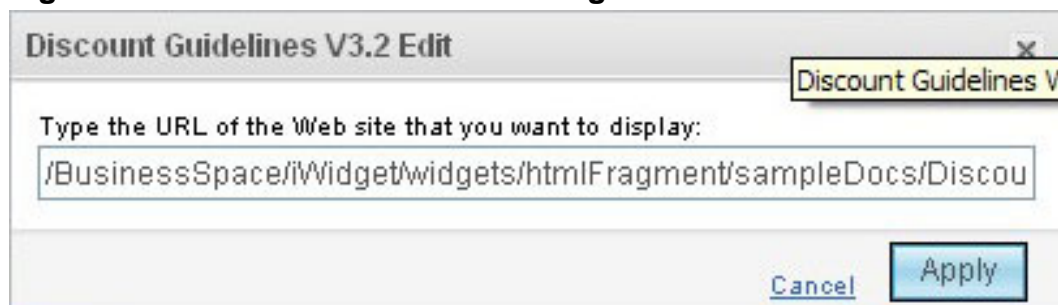 Discount Guidelines V3.2 Edit
Discount Guidelines V
Type the URL of the Web site that you want to display:
/BusinessSpace/iWidget/widgets/htmlFragment/sampleDocs/Discou
Cancel
Apply